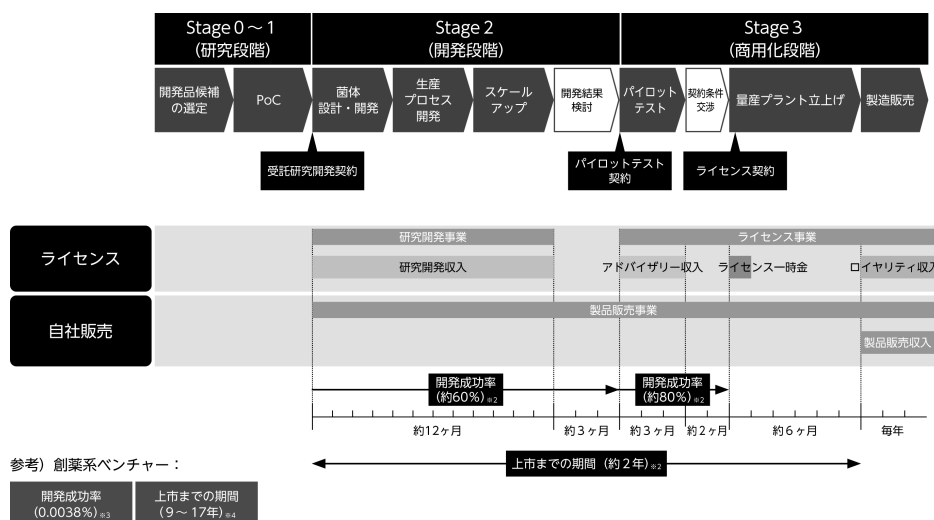 Stage 0～1
(研究段階)
Stage 2
(開発段階)
Stage 3
(商用化段階)
開発品候補
の選定
PoC
菌体
設計・開発
生産
プロセス
開発
スケール
アップ
開発結果
検討
パイロット
テスト
契約条件
交渉
量産プラント立上げ
製造販売
受託研究開発契約
パイロットテスト
契約
ライセンス契約
ライセンス
研究開発事業
ライセンス事業
研究開発収入
アドバイザリー収入
ライセンス一時金
ロイヤリティ収入
自社販売
製品販売事業
製品販売収入
開発成功率
(約60%)※2
開発成功率
(約80%)※2
約12ヶ月
約3ヶ月
約3ヶ月
約2ヶ月
約6ヶ月
毎年
上市までの期間（約2年）※2
参考）創薬系ベンチャー：
開発成功率
(0.0038%)※3
上市までの期間
(9～17年)※4